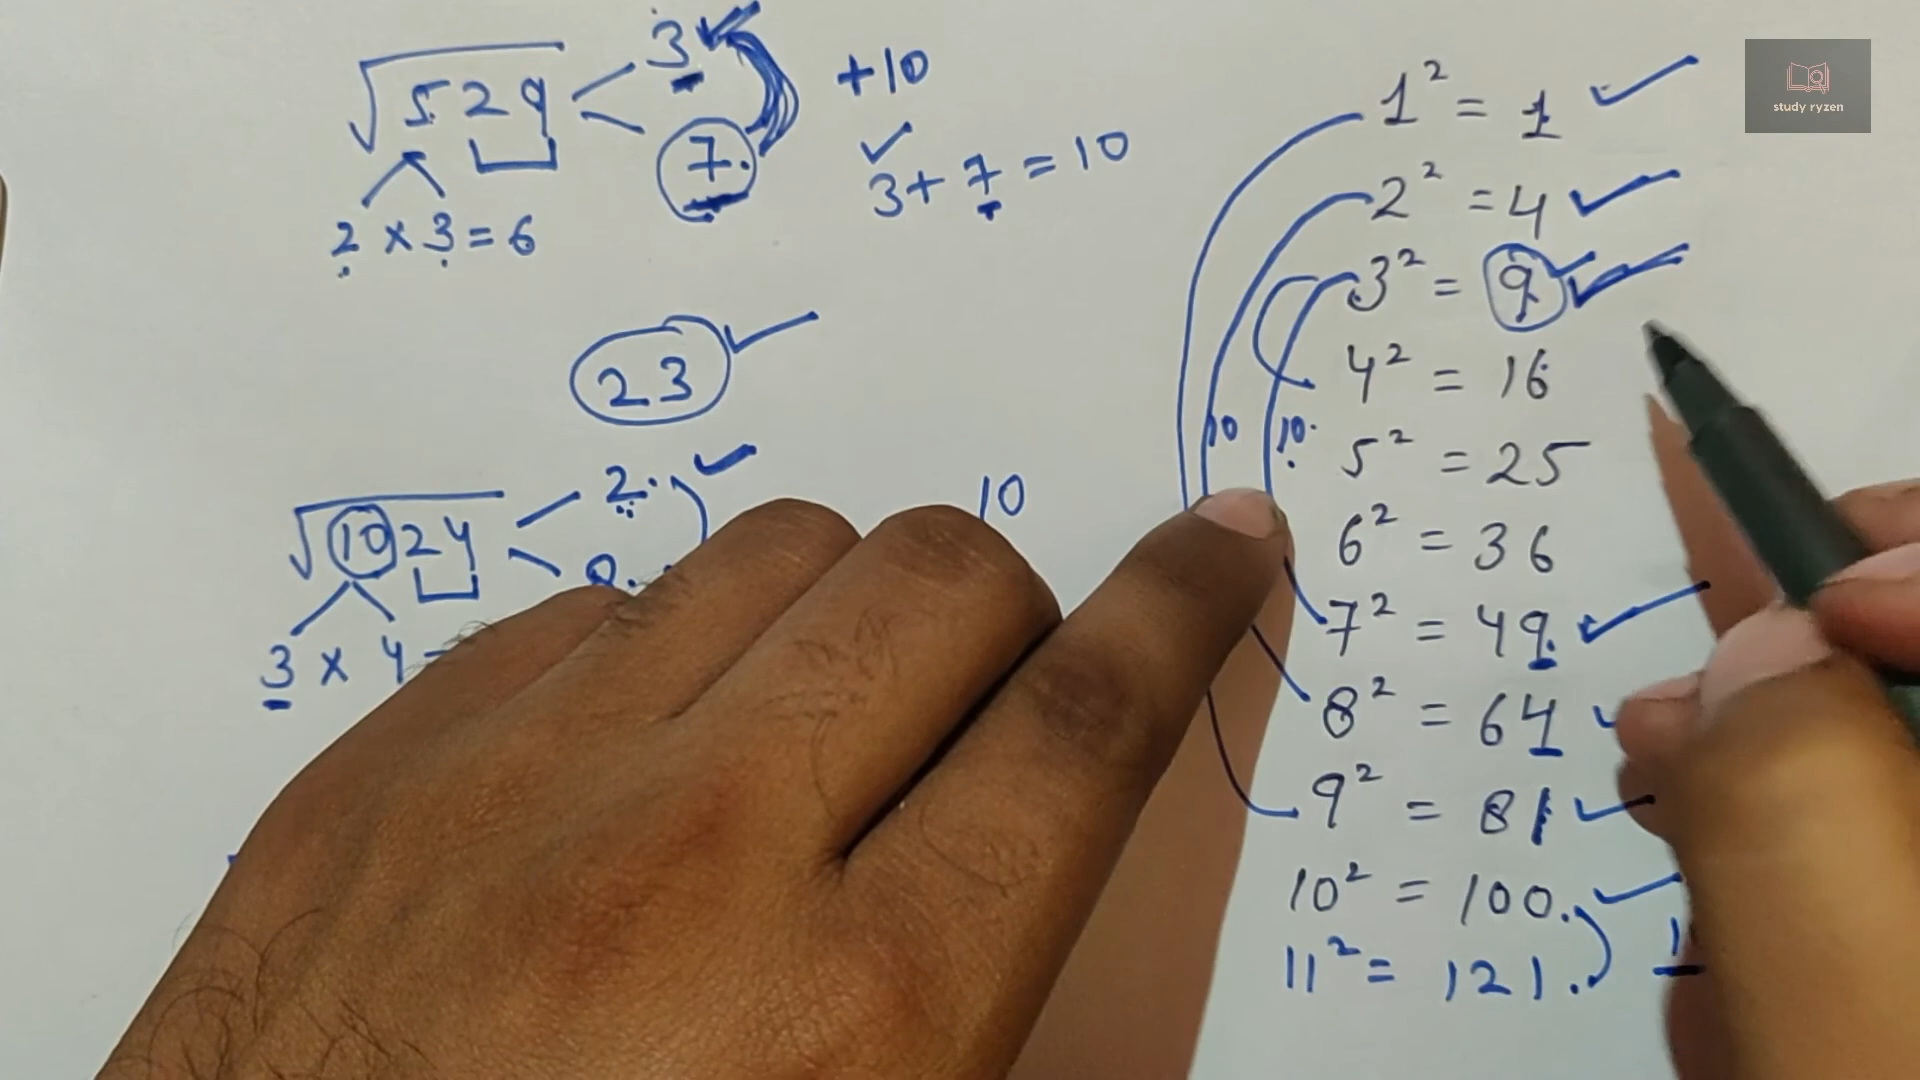 √529 < 3
7.
+10
3 + 7 = 10
2 × 3 = 6
23
√1024 < 2.
10
3 × 4
1² = 1
2² = 4
3² = 9
4² = 16
10 10.
5² = 25
6² = 36
7² = 49.
8² = 64
9² = 81
10² = 100.
11² = 121.
study ryzen